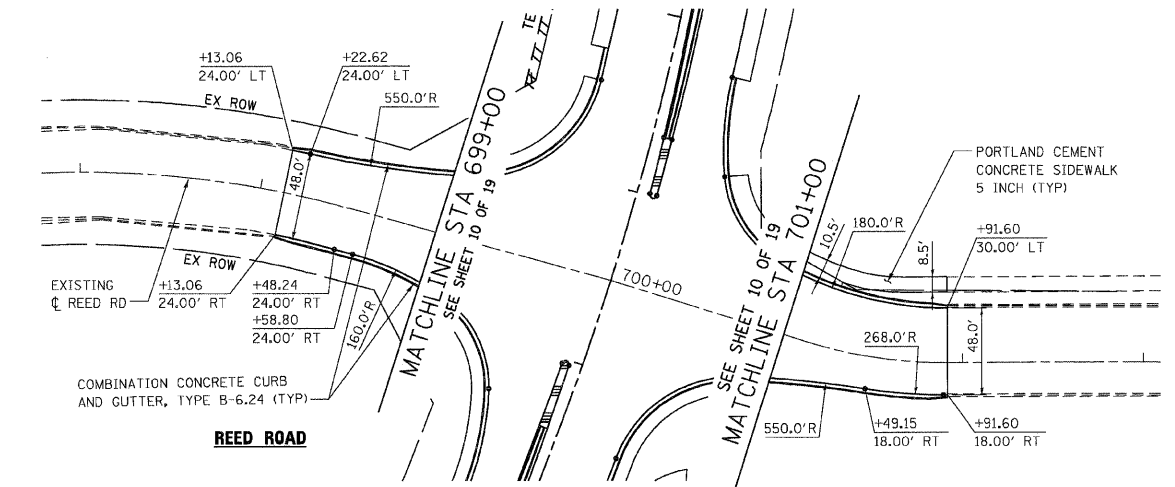 +13.06
24.00' LT
+22.62
24.00' LT
550.0'R
EX ROW
48.0'
TE
MATCHLINE STA 699+00
SEE SHEET 10 OF 19
EX ROW
EXISTING
℄ REED RD
+13.06
24.00' RT
+48.24
24.00' RT
+58.80
24.00' RT
160.0'R
COMBINATION CONCRETE CURB
AND GUTTER, TYPE B-6.24 (TYP)
REED ROAD
700+00
SEE SHEET 10 OF 19
MATCHLINE STA 701+00
PORTLAND CEMENT
CONCRETE SIDEWALK
5 INCH (TYP)
10.5'
180.0'R
8.5'
+91.60
30.00' LT
268.0'R
48.0'
550.0'R
+49.15
18.00' RT
+91.60
18.00' RT